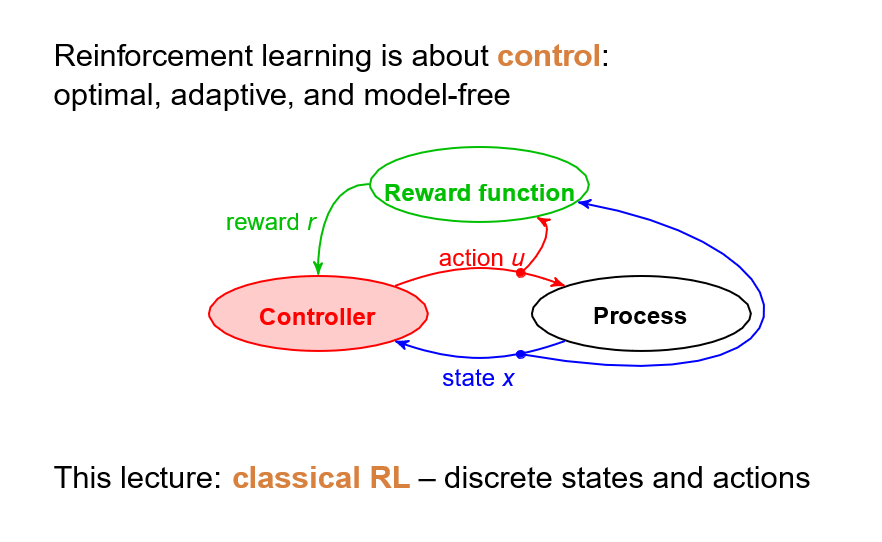 Reinforcement learning is about control:
optimal, adaptive, and model-free
Reward function
reward r
action u
Controller
Process
state x
This lecture: classical RL – discrete states and actions